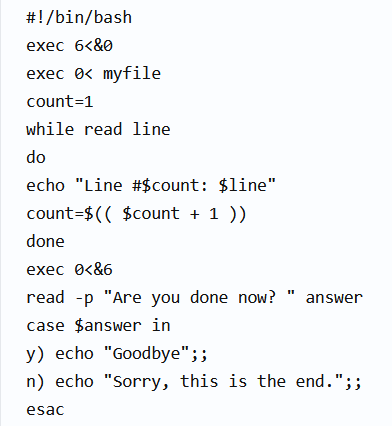 #!/bin/bash
exec 6<&0
exec 0< myfile
count=1
while read line
do
echo "Line #$count: $line"
count=$(( $count + 1 ))
done
exec 0<&6
read -p "Are you done now? " answer
case $answer in
y) echo "Goodbye";;
n) echo "Sorry, this is the end.";;
esac